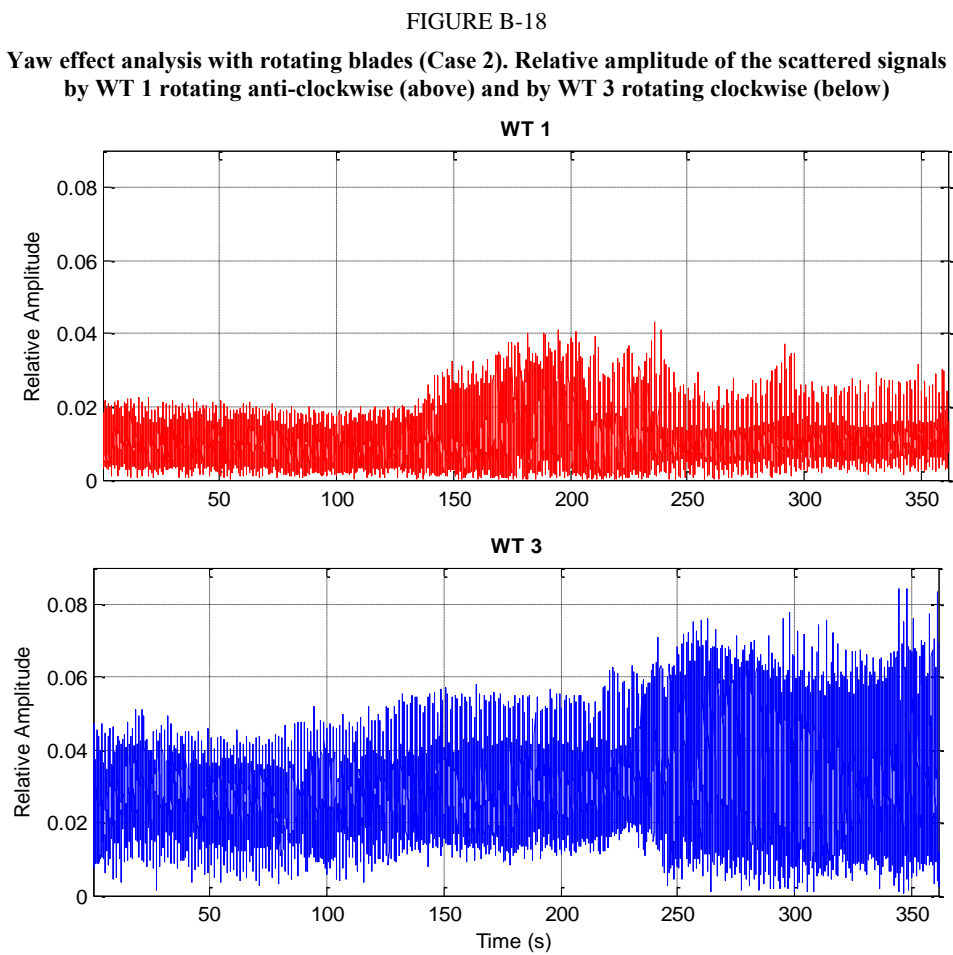 FIGURE B-18
Yaw effect analysis with rotating blades (Case 2). Relative amplitude of the scattered signals
by WT 1 rotating anti-clockwise (above) and by WT 3 rotating clockwise (below)
WT 1
Relative Amplitude
0.08
0.06
0.04
0.02
0
50 100 150 200 250 300 350
WT 3
Relative Amplitude
0.08
0.06
0.04
0.02
0
50 100 150 200 250 300 350
Time (s)